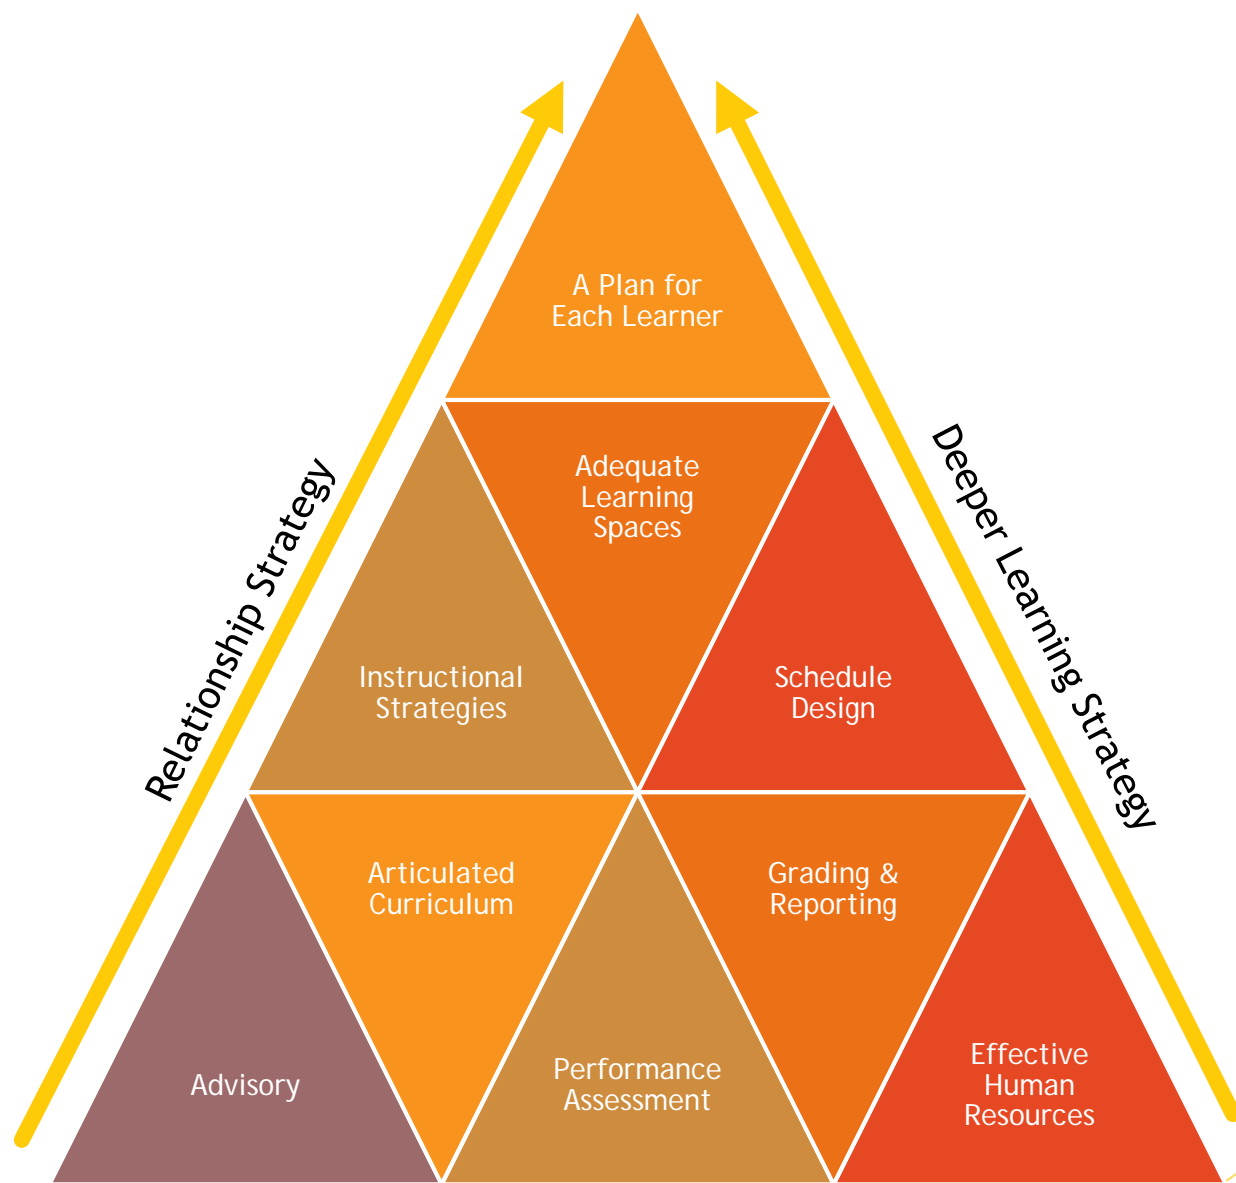 A Plan for
Each Learner
Adequate
Learning
Spaces
Relationship Strategy
Deeper Learning Strategy
Instructional
Strategies
Schedule
Design
Articulated
Curriculum
Grading &
Reporting
Advisory
Performance
Assessment
Effective
Human
Resources